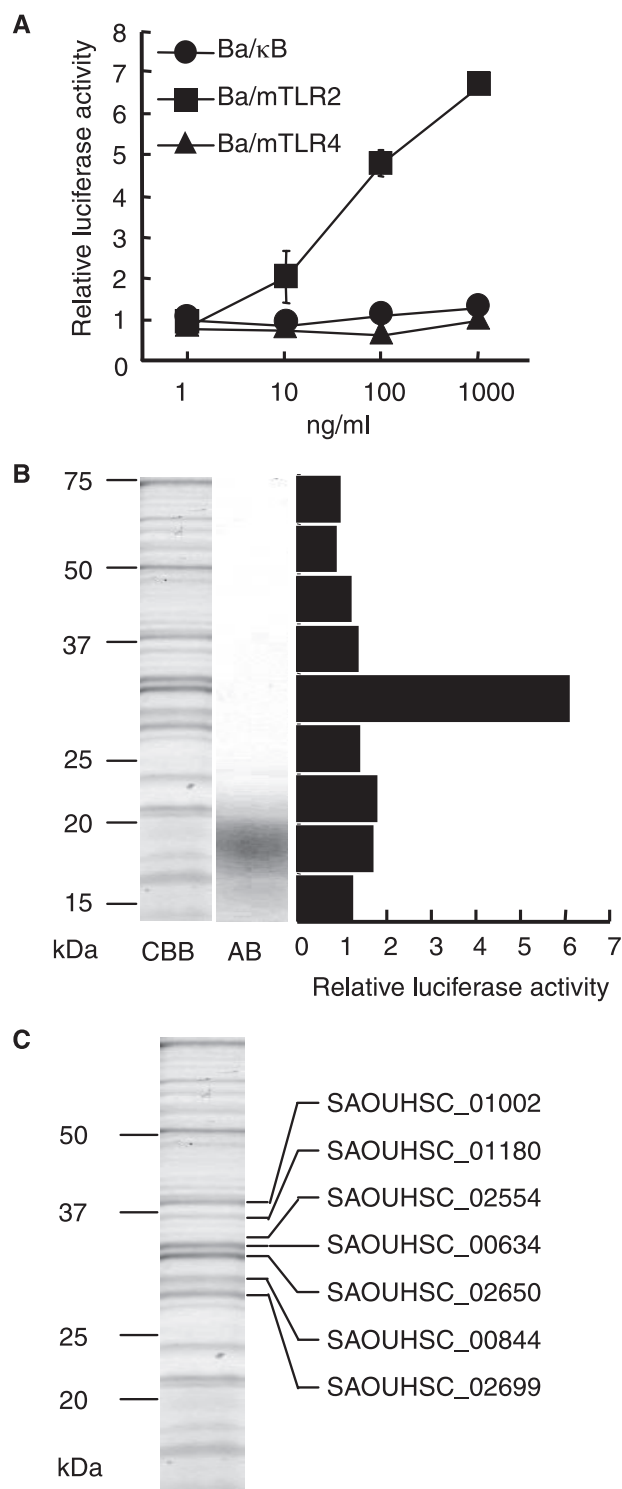 A
Relative luciferase activity
8
7
6
5
4
3
2
1
0
Ba/κB
Ba/mTLR2
Ba/mTLR4
1 10 100 1000
ng/ml
B
75
50
37
25
20
15
kDa CBB AB
0 1 2 3 4 5 6 7
Relative luciferase activity
C
50
37
25
20
kDa
SAOUHSC_01002
SAOUHSC_01180
SAOUHSC_02554
SAOUHSC_00634
SAOUHSC_02650
SAOUHSC_00844
SAOUHSC_02699